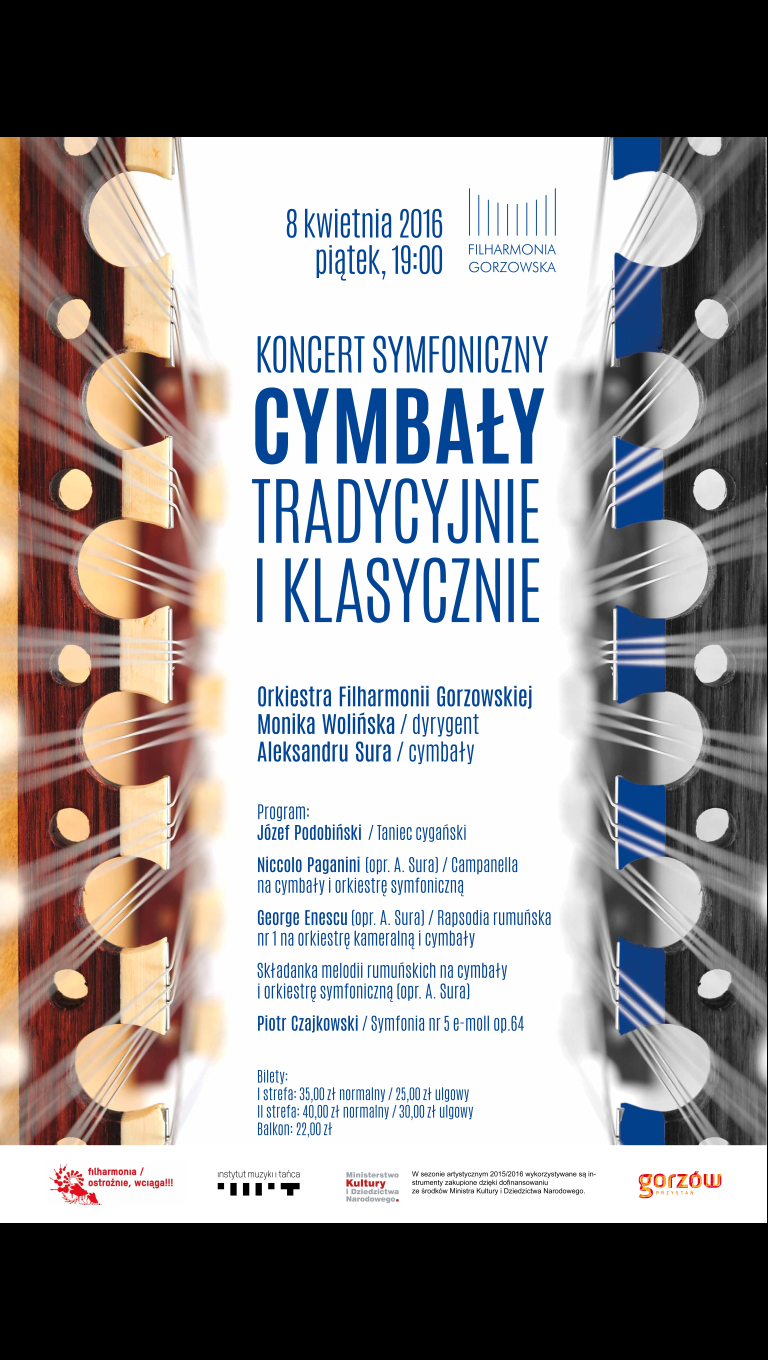 8 kwietnia 2016
piątek, 19:00
FILHARMONIA
GORZOWSKA
KONCERT SYMFONICZNY
CYMBAŁY
TRADYCYJNIE
I KLASYCZNIE
Orkiestra Filharmonii Gorzowskiej
Monika Wolińska / dyrygent
Aleksandru Sura / cymbały
Program:
Józef Podobiński / Taniec cygański
Niccolo Paganini (opr. A. Sura) / Campanella
na cymbały i orkiestrę symfoniczną
George Enescu (opr. A. Sura) / Rapsodia rumuńska
nr 1 na orkiestrę kameralną i cymbały
Składanka melodii rumuńskich na cymbały
i orkiestrę symfoniczną (opr. A. Sura)
Piotr Czajkowski / Symfonia nr 5 e-moll op.64
Bilety:
I strefa: 35,00 zł normalny / 25,00 zł ulgowy
II strefa: 40,00 zł normalny / 30,00 zł ulgowy
Balkon: 22,00 zł
filharmonia /
ostrożnie, wciąga!!!
instytut muzyki i tańca
Ministerstwo
Kultury
i Dziedzictwa
Narodowego.
W sezonie artystycznym 2015/2016 wykorzystywane są in-
strumenty zakupione dzięki dofinansowaniu
ze środków Ministra Kultury i Dziedzictwa Narodowego.
gorzów
PRZYSTAŃ